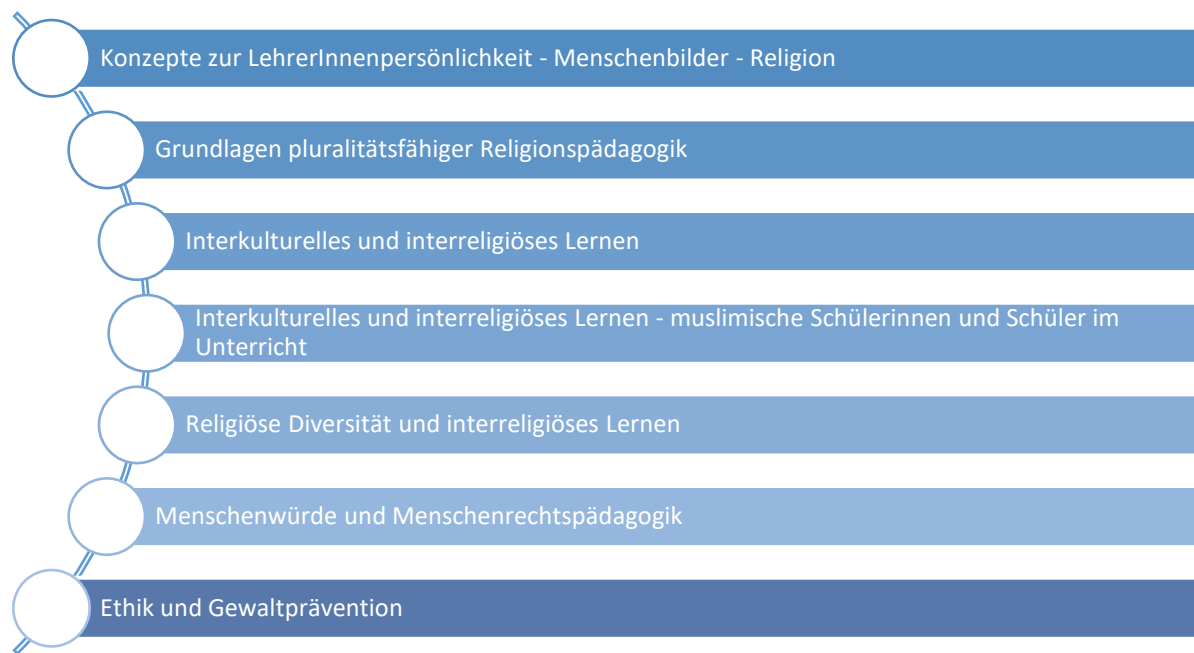 Konzepte zur LehrerInnenpersönlichkeit - Menschenbilder - Religion
Grundlagen pluralitätsfähiger Religionspädagogik
Interkulturelles und interreligiöses Lernen
Interkulturelles und interreligiöses Lernen - muslimische Schülerinnen und Schüler im
Unterricht
Religiöse Diversität und interreligiöses Lernen
Menschenwürde und Menschenrechtspädagogik
Ethik und Gewaltprävention